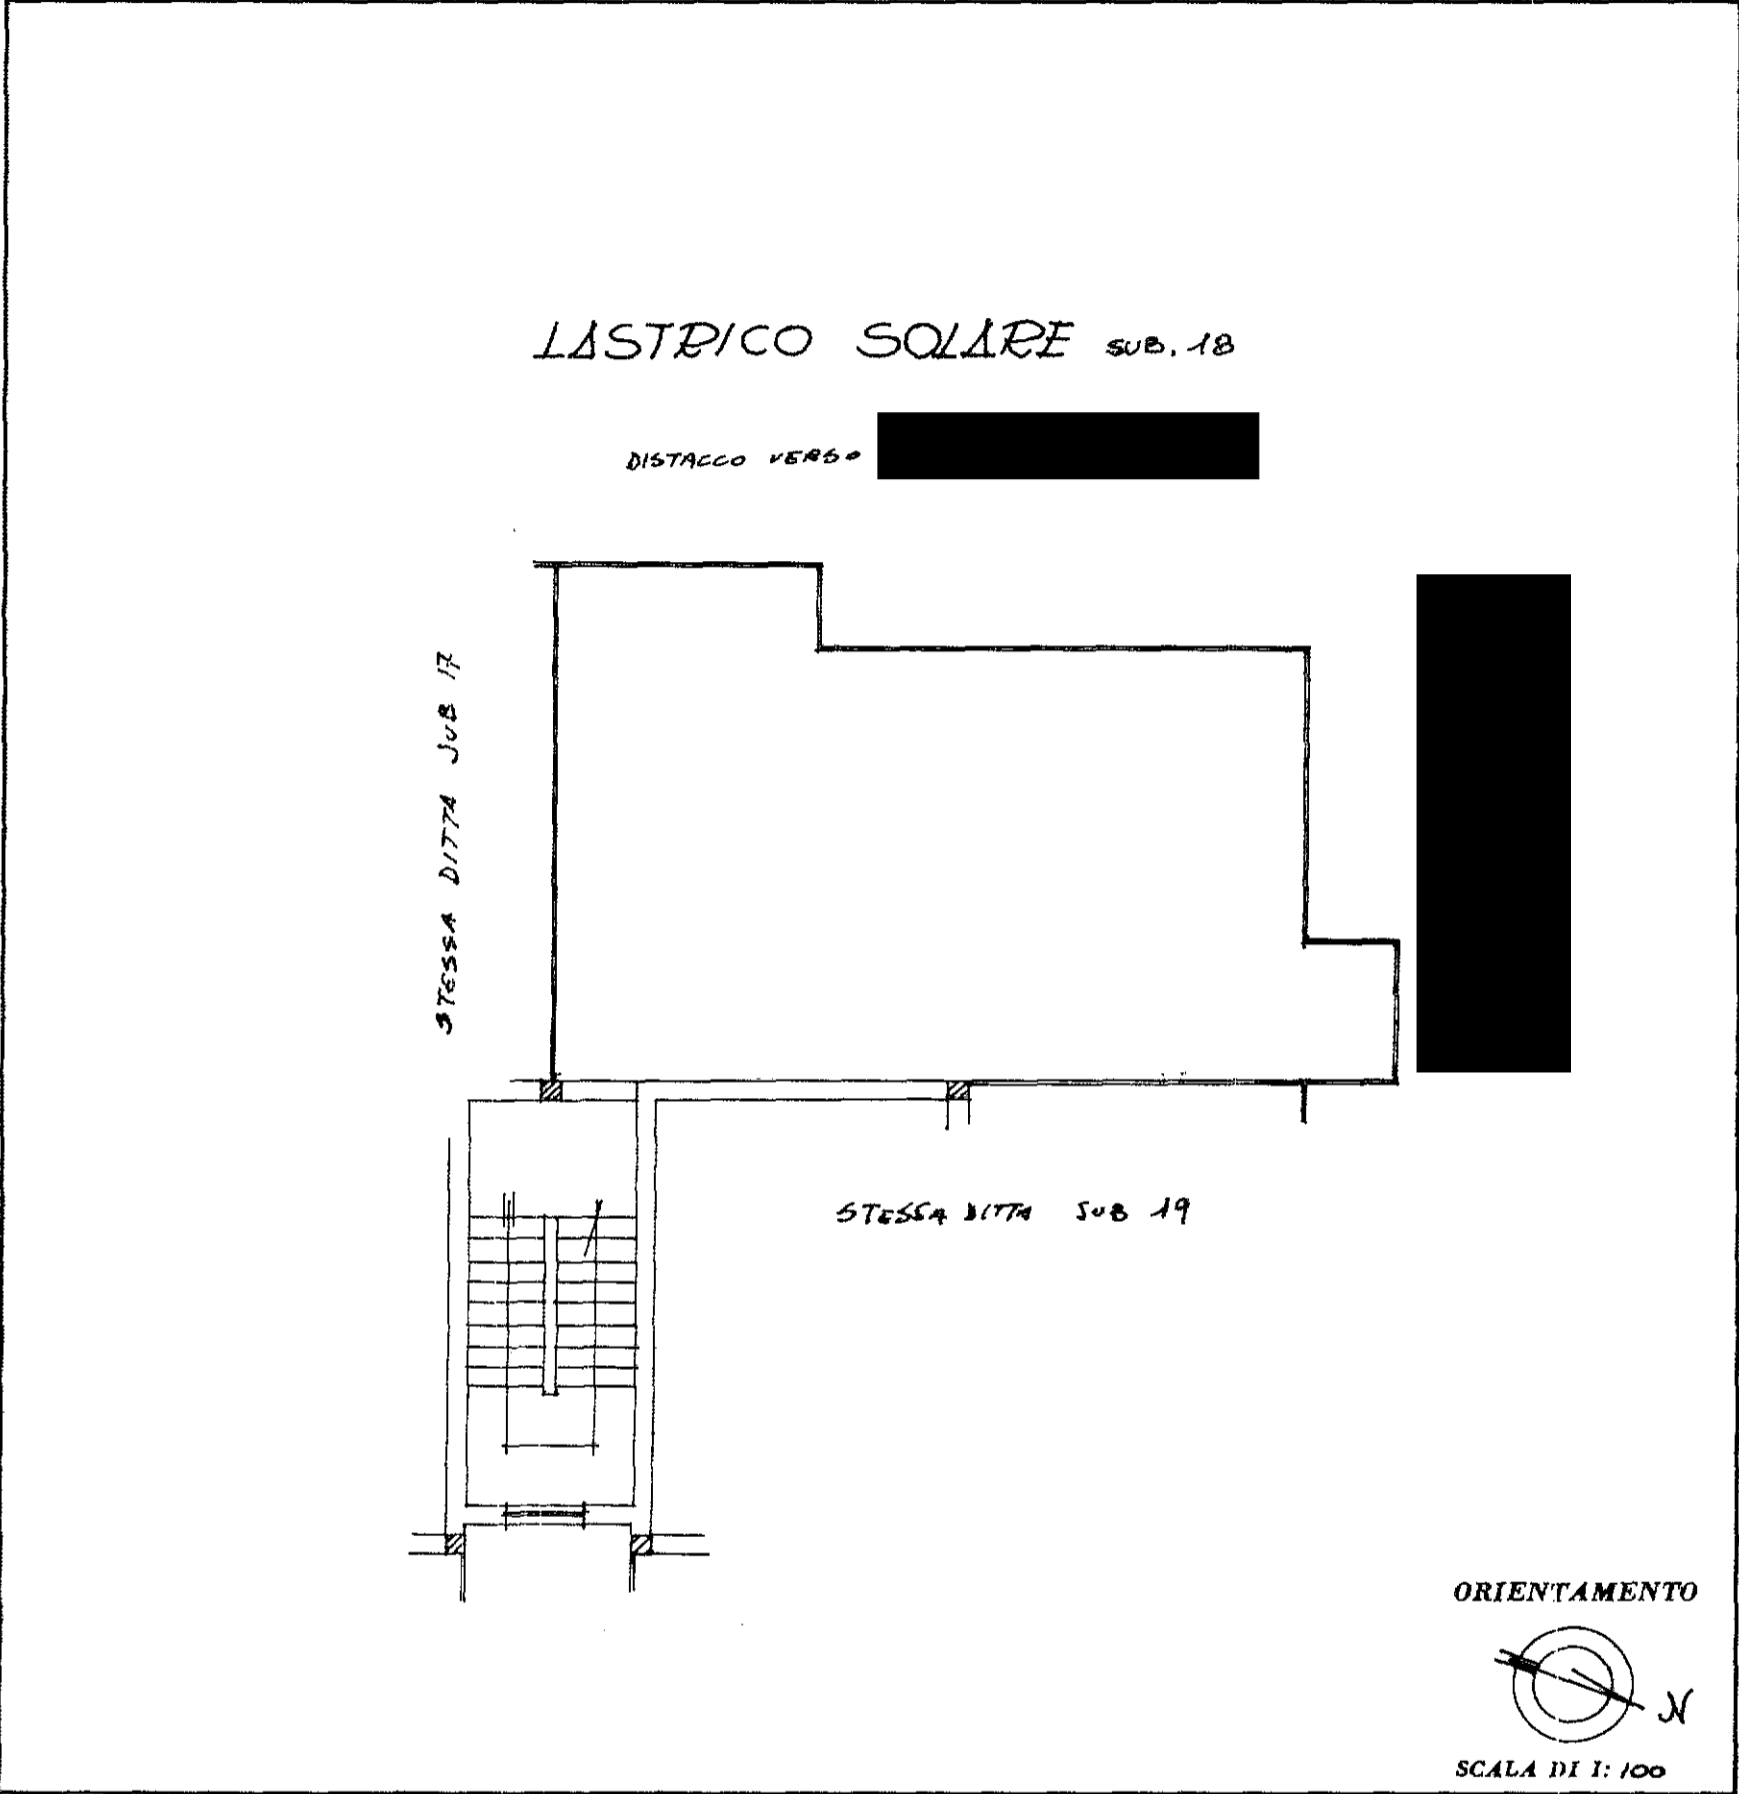 LASTRICO SOLARE SUB. 18
DISTACCO VERSO
STESSA DITTA SUB 17
STESSA DITTA SUB 19
ORIENTAMENTO
N
SCALA DI 1: 100